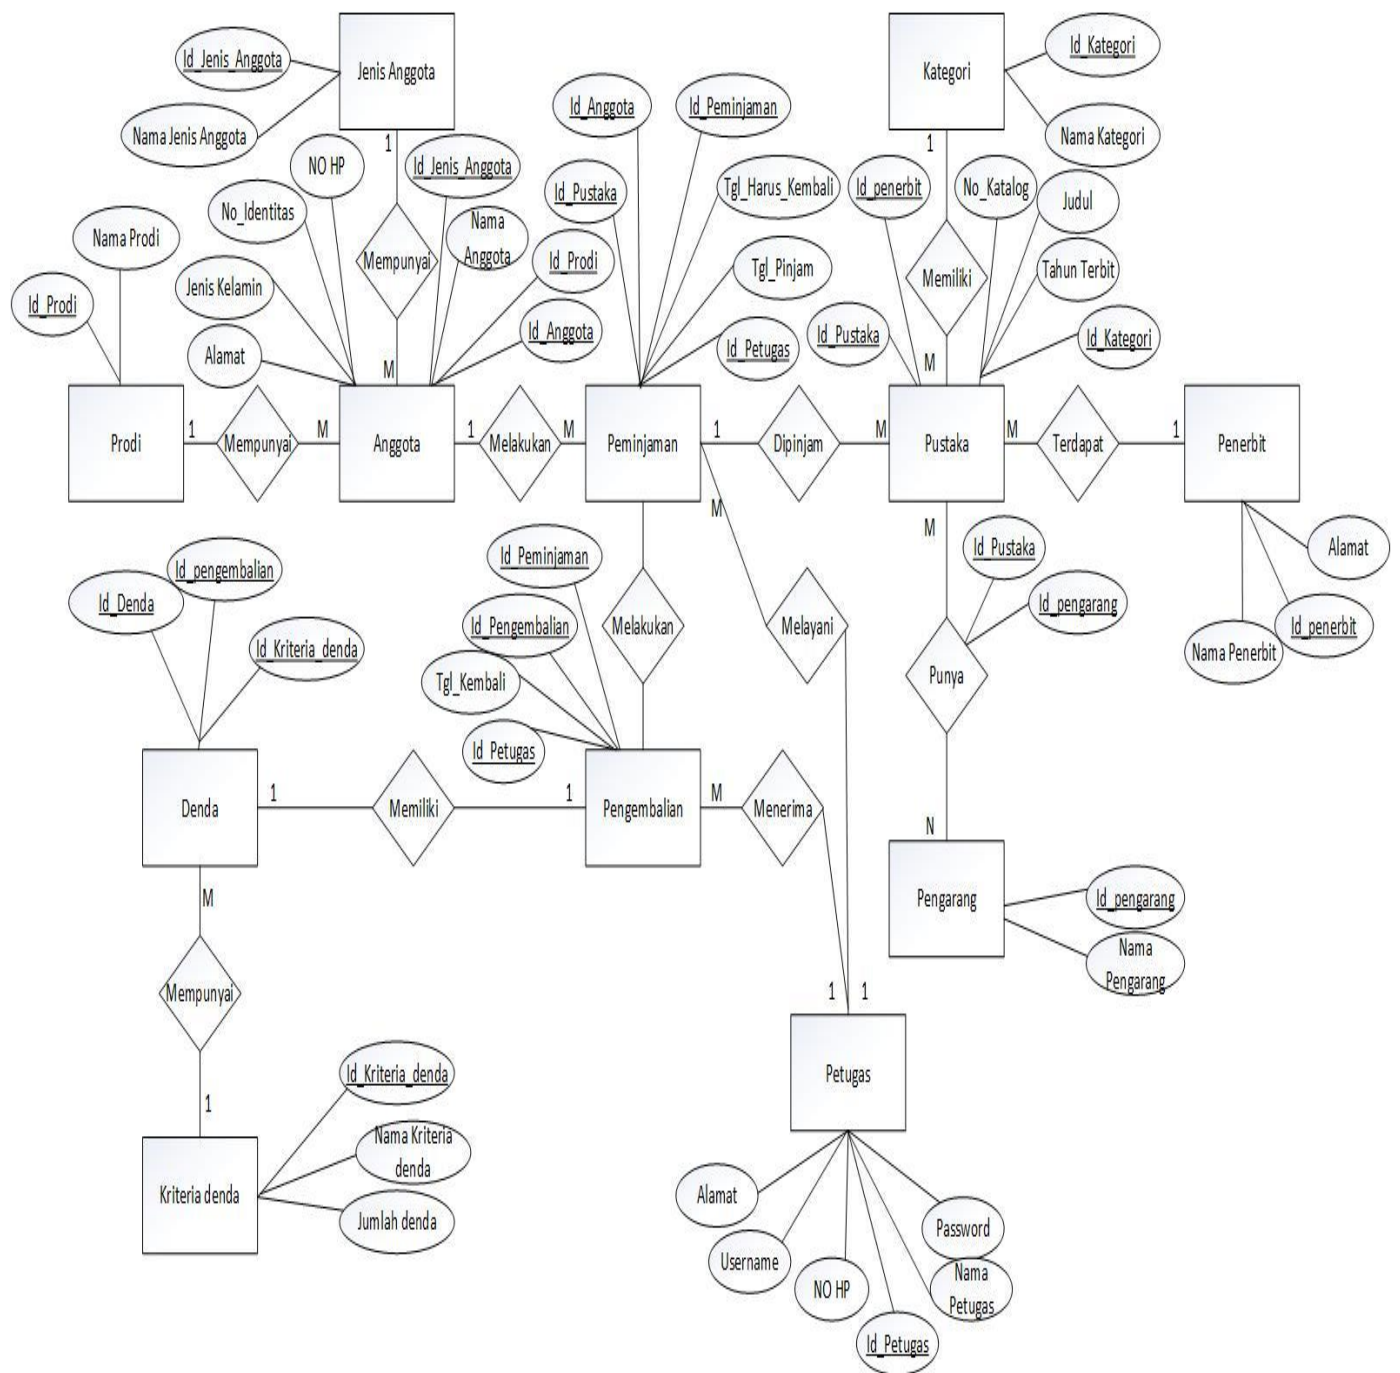 Id_Jenis_Anggota
Jenis Anggota
Kategori
Id_Kategori
Nama Jenis Anggota
Id_Anggota
Id_Peminjaman
Nama Kategori
1
1
NO HP
Id_Jenis_Anggota
No_Identitas
Nama
Anggota
Id_Pustaka
Tgl_Harus_Kembali
Id_penerbit
No_Katalog
Judul
Nama Prodi
Mempunyai
Id_Prodi
Tgl_Pinjam
Memiliki
Tahun Terbit
Jenis Kelamin
Id_Prodi
Id_Anggota
Id_Pustaka
Id_Kategori
Alamat
Id_Petugas
M
M
Prodi
1
Mempunyai
M
Anggota
1
Melakukan
M
Peminjaman
1
Dipinjam
M
Pustaka
M
Terdapat
1
Penerbit
M
M
Id_Peminjaman
Id_Pustaka
Alamat
Id_pengembalian
Id_Denda
Id_pengarang
Id_Pengembalian
Melakukan
Melayani
Id_penerbit
Id_Kriteria_denda
Nama Penerbit
Tgl_Kembali
Punya
Id_Petugas
Denda
1
Memiliki
1
Pengembalian
M
Menerima
N
M
Pengarang
Id_pengarang
Nama
Pengarang
Mempunyai
1
1
Id_Kriteria_denda
Petugas
1
Nama Kriteria
denda
Kriteria denda
Jumlah denda
Alamat
Password
Username
NO HP
Nama
Petugas
Id_Petugas